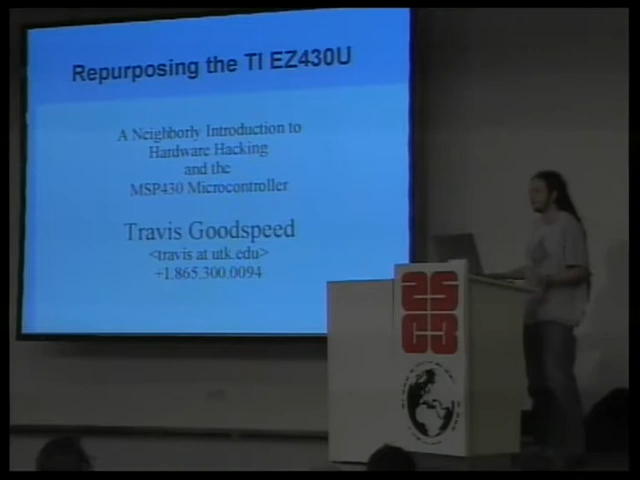 Repurposing the TI EZ430U
A Neighborly Introduction to
Hardware Hacking
and the
MSP430 Microcontroller
Travis Goodspeed
<travis at utk.edu>
+1.865.300.0094
25
C3